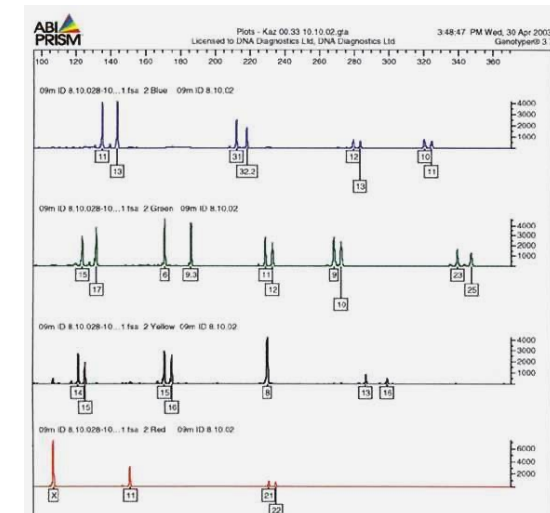 ABI
PRISM
Plots - Kaz 00.33 10.10.02.gta
Licensed to DNA Diagnostics Ltd, DNA Diagnostics Ltd
3:48:47 PM Wed, 30 Apr 2003
Genotyper® 3.
100 120 140 160 180 200 220 240 260 280 300 320 340 360
09m ID 8.10.028-10...1.fsa 2 Blue 09m ID 8.10.02
4000
3000
2000
1000
11 31 12 10
13 32.2 13 11
09m ID 8.10.028-10...1.fsa 2 Green 09m ID 8.10.02
4000
3000
2000
1000
15 6 9.3 11 9 23
17 12 10 25
09m ID 8.10.028-10...1.fsa 2 Yellow 09m ID 8.10.02
4000
3000
2000
1000
14 15 8 13 16
15 16
09m ID 8.10.028-10...1.fsa 2 Red 09m ID 8.10.02
6000
4000
2000
X 11 21
22